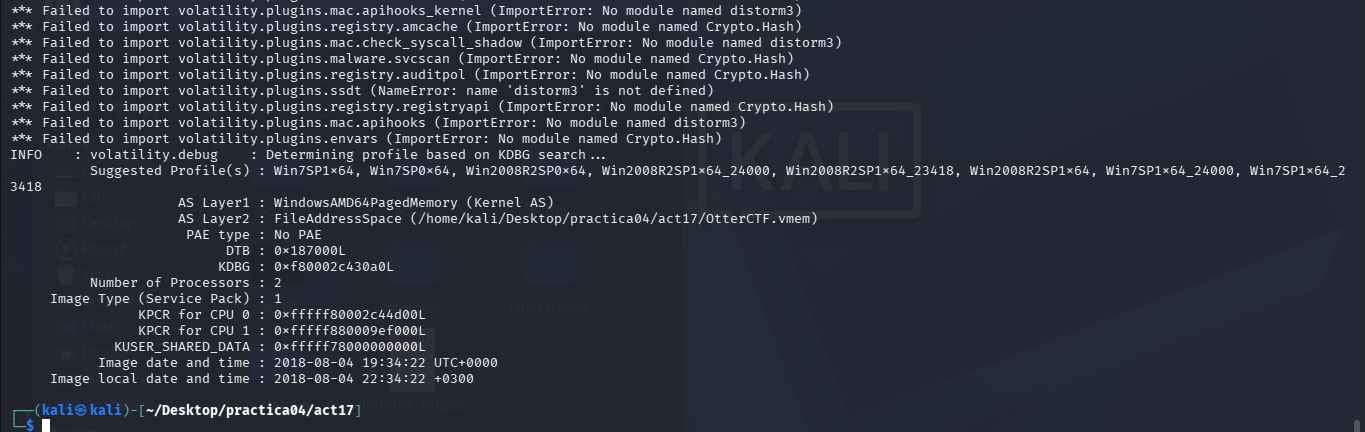 *** Failed to import volatility.plugins.mac.apihooks_kernel (ImportError: No module named distorm3)
*** Failed to import volatility.plugins.registry.amcache (ImportError: No module named Crypto.Hash)
*** Failed to import volatility.plugins.mac.check_syscall_shadow (ImportError: No module named distorm3)
*** Failed to import volatility.plugins.malware.svcscan (ImportError: No module named Crypto.Hash)
*** Failed to import volatility.plugins.registry.auditpol (ImportError: No module named Crypto.Hash)
*** Failed to import volatility.plugins.ssdt (NameError: name 'distorm3' is not defined)
*** Failed to import volatility.plugins.registry.registryapi (ImportError: No module named Crypto.Hash)
*** Failed to import volatility.plugins.mac.apihooks (ImportError: No module named distorm3)
*** Failed to import volatility.plugins.envars (ImportError: No module named Crypto.Hash)
INFO    : volatility.debug    : Determining profile based on KDBG search...
Suggested Profile(s) : Win7SP1x64, Win7SP0x64, Win2008R2SP0x64, Win2008R2SP1x64_24000, Win2008R2SP1x64_23418, Win2008R2SP1x64, Win7SP1x64_24000, Win7SP1x64_2
3418
AS Layer1 : WindowsAMD64PagedMemory (Kernel AS)
AS Layer2 : FileAddressSpace (/home/kali/Desktop/practica04/act17/OtterCTF.vmem)
PAE type : No PAE
DTB : 0x187000L
KDBG : 0xf80002c430a0L
Number of Processors : 2
Image Type (Service Pack) : 1
KPCR for CPU 0 : 0xfffff80002c44d00L
KPCR for CPU 1 : 0xfffff880009ef000L
KUSER_SHARED_DATA : 0xfffff78000000000L
Image date and time : 2018-08-04 19:34:22 UTC+0000
Image local date and time : 2018-08-04 22:34:22 +0300
┌──(kali㉿kali)-[~/Desktop/practica04/act17]
└─$
KALI
kali
Desktop
Recent
Music
informes
laboratorios
informe_PR.pdf